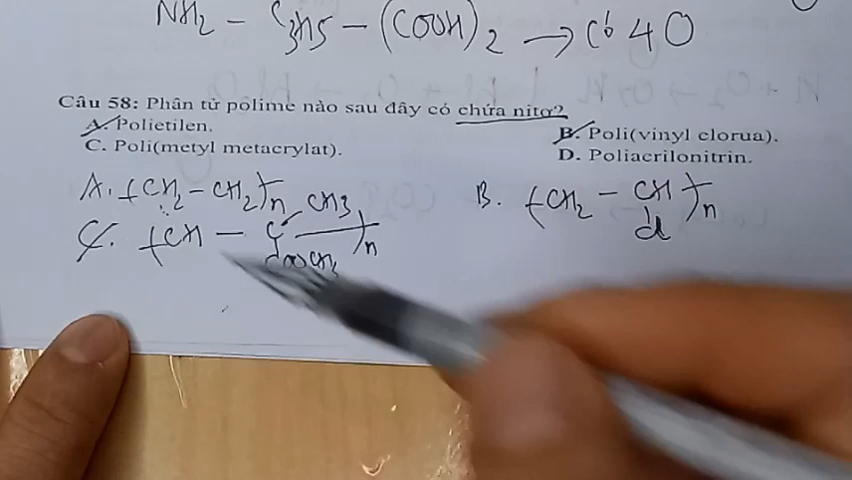 NH2 - C3H5 - (COOH)2 → Có 4 O
Câu 58: Phân tử polime nào sau đây có chứa nitơ?
A. Polietilen.
B. Poli(vinyl clorua).
C. Poli(metyl metacrylat).
D. Poliacrilonitrin.
A. (CH2 - CH2)n
B. (CH2 - CH)n
Cl
CH3
C. (CH - C)n
COOCH3